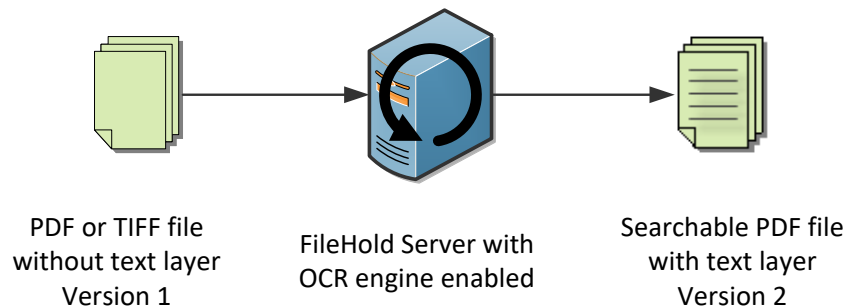 PDF or TIFF file
without text layer
Version 1
FileHold Server with
OCR engine enabled
Searchable PDF file
with text layer
Version 2